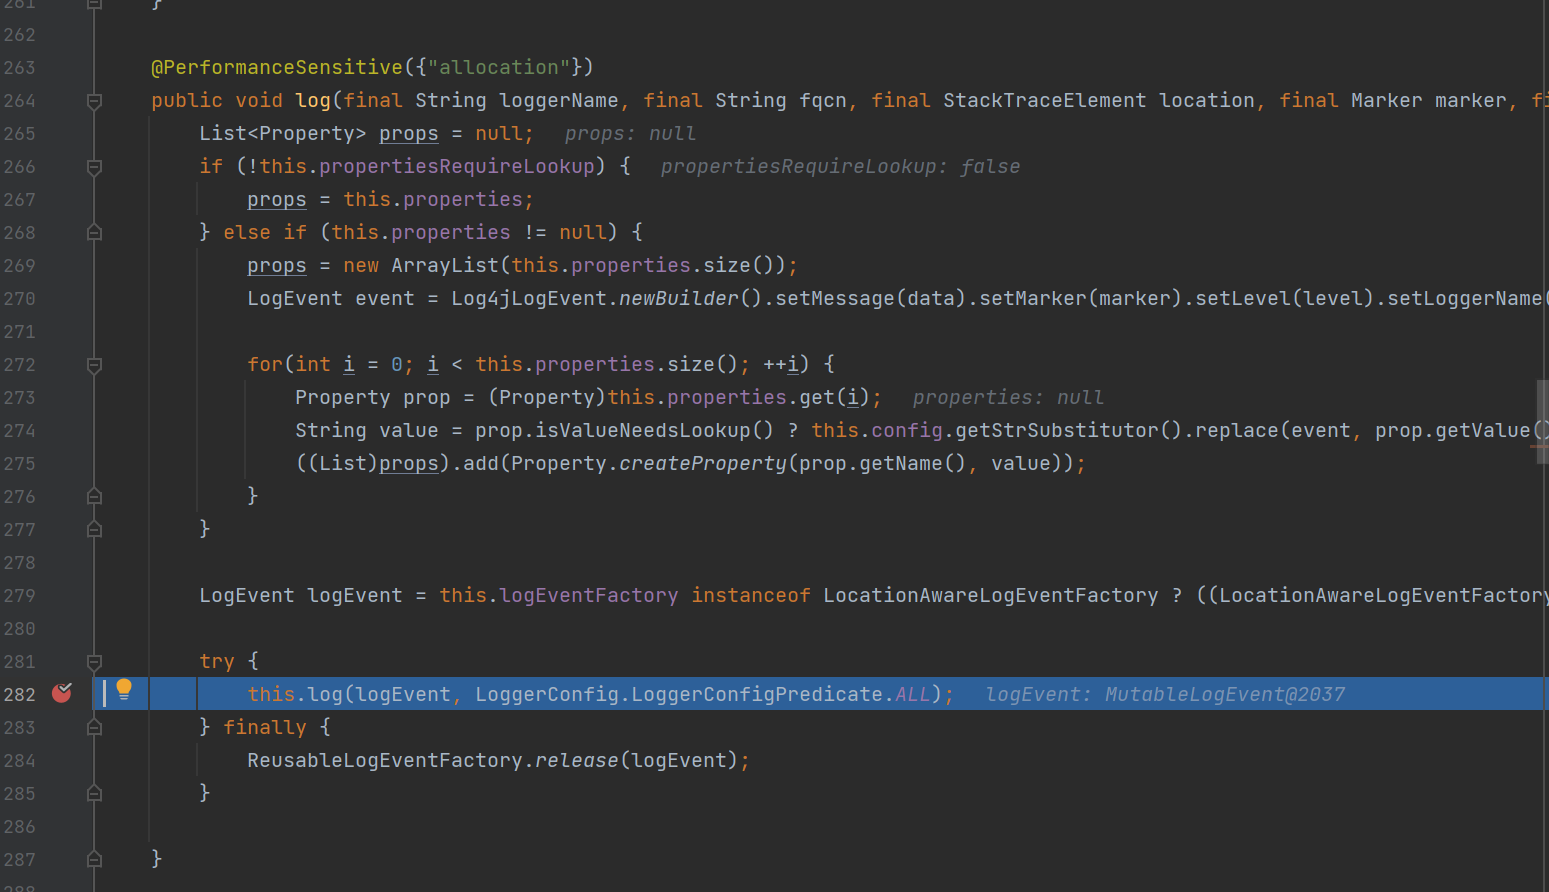 261 }
262
263 @PerformanceSensitive({"allocation"})
264 public void log(final String loggerName, final String fqcn, final StackTraceElement location, final Marker marker,
265 List<Property> props = null; props: null
266 if (!this.propertiesRequireLookup) { propertiesRequireLookup: false
267 props = this.properties;
268 } else if (this.properties != null) {
269 props = new ArrayList(this.properties.size());
270 LogEvent event = Log4jLogEvent.newBuilder().setMessage(data).setMarker(marker).setLevel(level).setLoggerName(
271
272 for(int i = 0; i < this.properties.size(); ++i) {
273 Property prop = (Property)this.properties.get(i); properties: null
274 String value = prop.isValueNeedsLookup() ? this.config.getStrSubstitutor().replace(event, prop.getValue()
275 ((List)props).add(Property.createProperty(prop.getName(), value));
276 }
277 }
278
279 LogEvent logEvent = this.logEventFactory instanceof LocationAwareLogEventFactory ? ((LocationAwareLogEventFactory
280
281 try {
282 this.log(logEvent, LoggerConfig.LoggerConfigPredicate.ALL); logEvent: MutableLogEvent@2037
283 } finally {
284 ReusableLogEventFactory.release(logEvent);
285 }
286
287 }